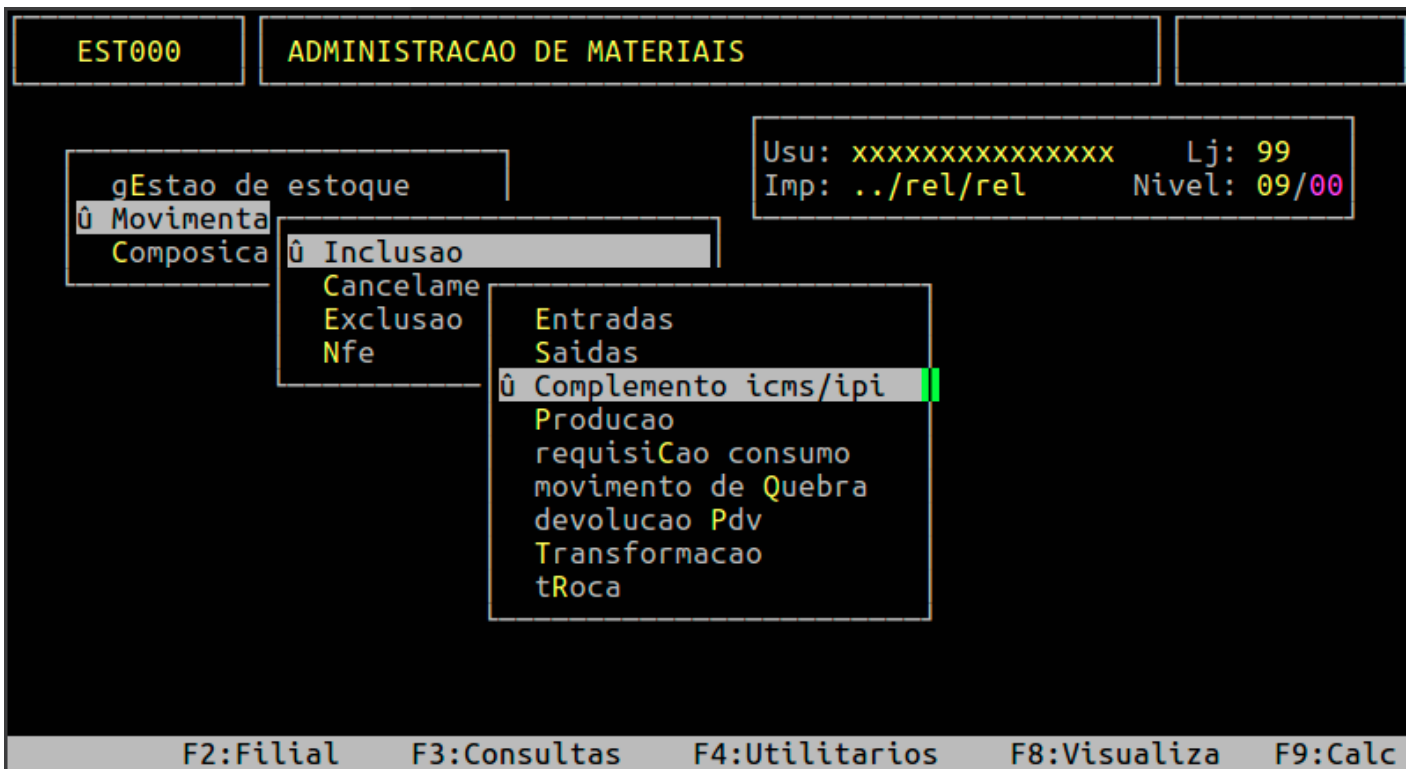 EST000 ADMINISTRACAO DE MATERIAIS
Usu: xxxxxxxxxxxxxxx Lj: 99
Imp: ../rel/rel Nivel: 09/00
gEstao de estoque
û Movimenta
Composica
û Inclusao
Cancelame
Exclusao
Nfe
Entradas
Saidas
û Complemento icms/ipi
Producao
requisiCao consumo
movimento de Quebra
devolucao Pdv
Transformacao
tRoca
F2:Filial F3:Consultas F4:Utilitarios F8:Visualiza F9:Calc